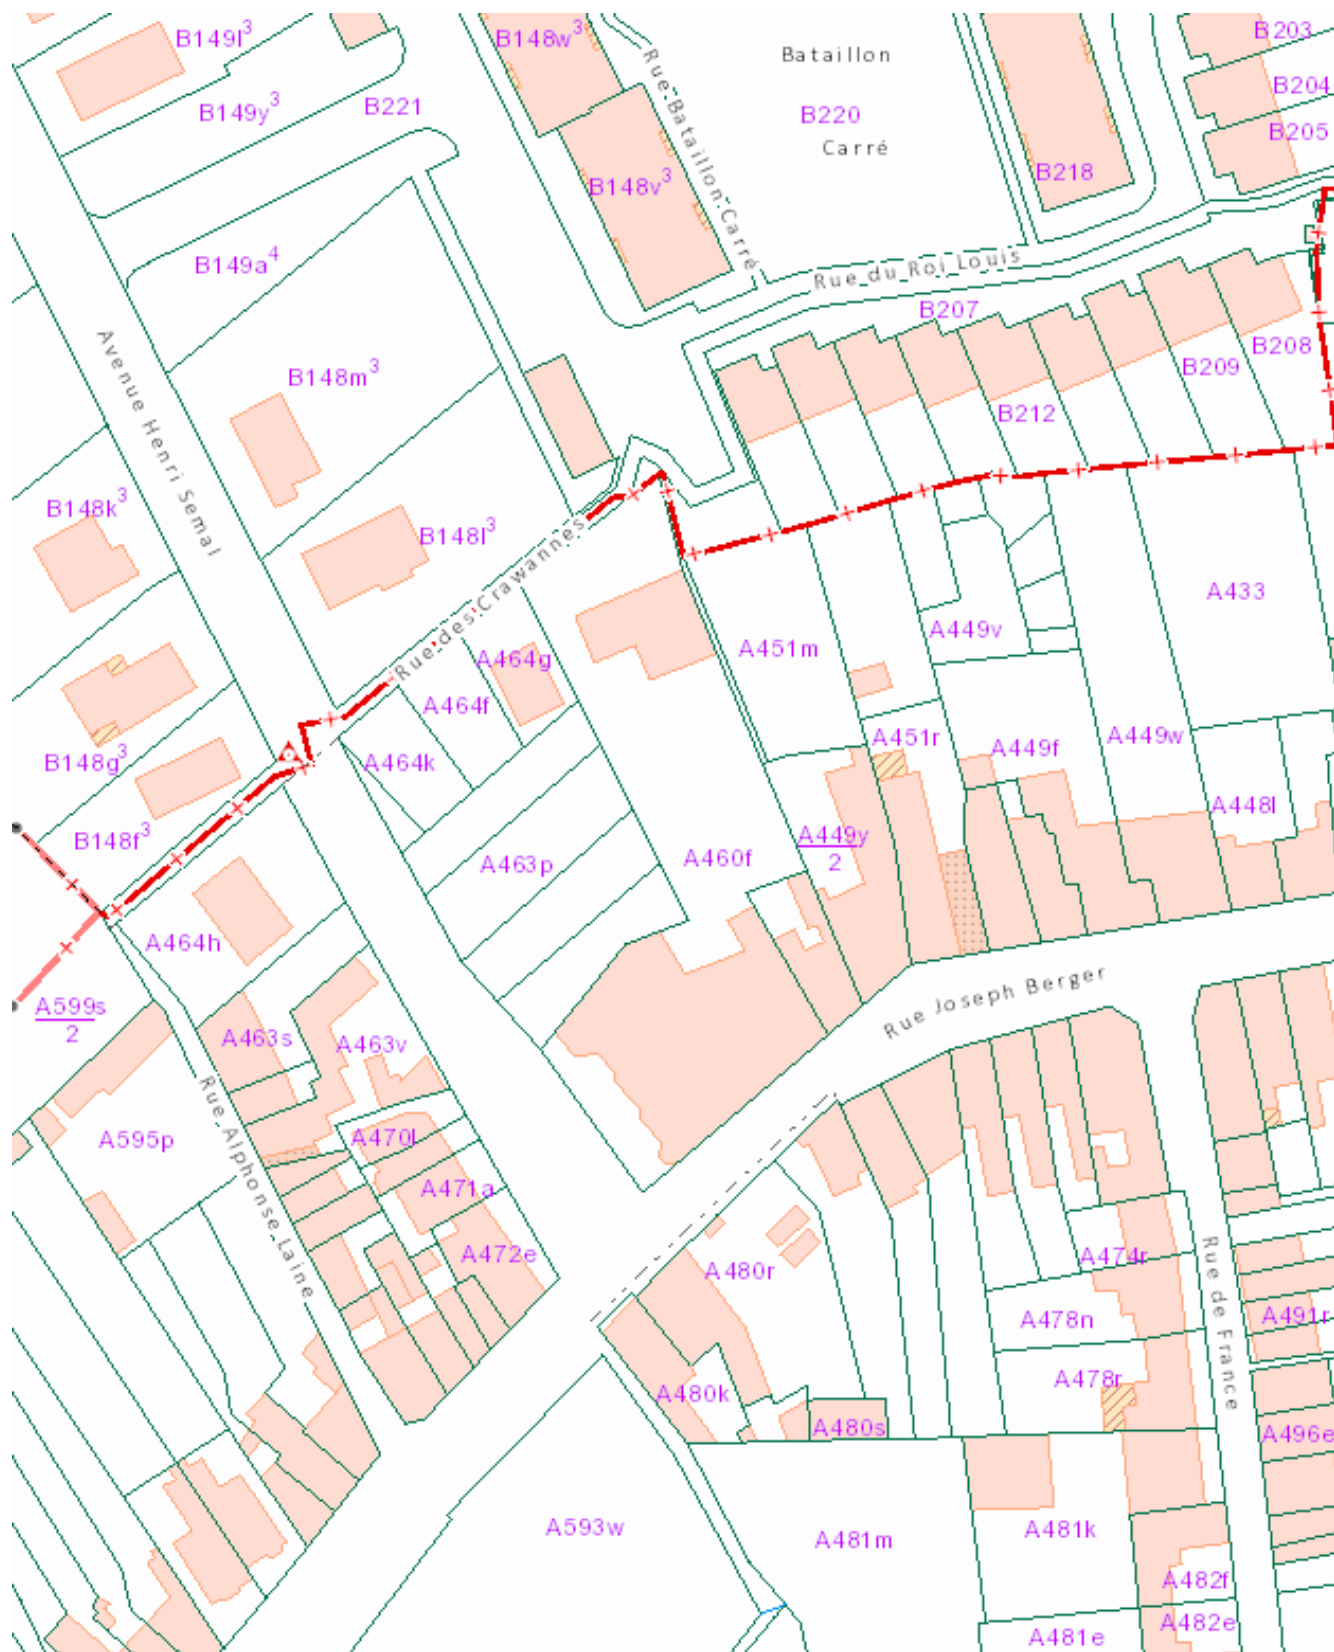 B149l³
B148w³
B203
Bataillon
B204
B149y³
B221
B220
B205
Carré
Rue Bataillon Carré
B148v³
B218
B149a⁴
Rue du Roi Louis
B207
B208
B209
B148m³
Avenue Henri Semal
B212
B148k³
B148l³
A433
Rue des Crawannes
A449v
A451m
A464g
A464f
A451r
A449f
A449w
A464k
B148g³
A448l
B148f³
A449y
2
A460f
A463p
A464h
A599s
2
Rue Joseph Berger
A463s
A463v
A595p
A470l
Rue Alphonse Laine
A471a
A472e
A480r
A474r
Rue de France
A478n
A491r
A478r
A480k
A480s
A496e
A593w
A481m
A481k
A482f
A482e
A481e